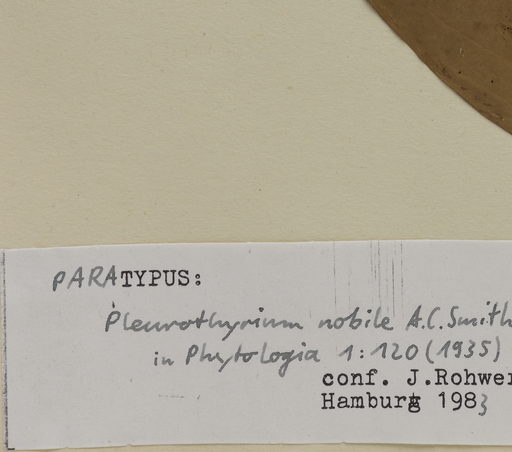 PARATYPUS:
Pleurothyrium nobile A.C.Smith
in Phytologia 1:120 (1935)
conf. J.Rohwer
Hamburg 1983